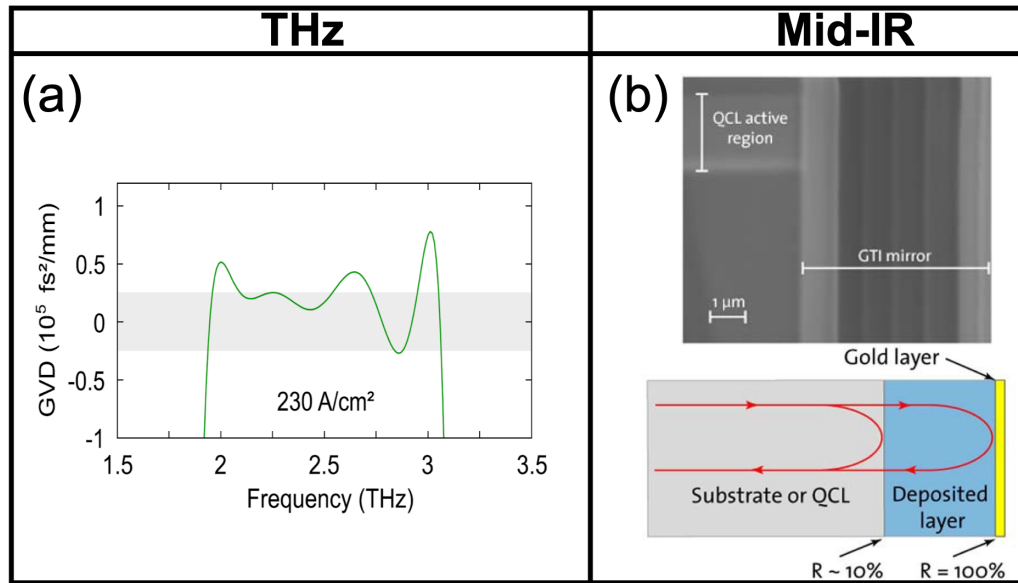 THz
Mid-IR
(a)
1
0.5
0
-0.5
-1
GVD (10⁵ fs²/mm)
230 A/cm²
1.5
2
2.5
3
3.5
Frequency (THz)
(b)
QCL active
region
GTI mirror
1 μm
Gold layer
Substrate or QCL
Deposited
layer
R ~ 10%
R = 100%